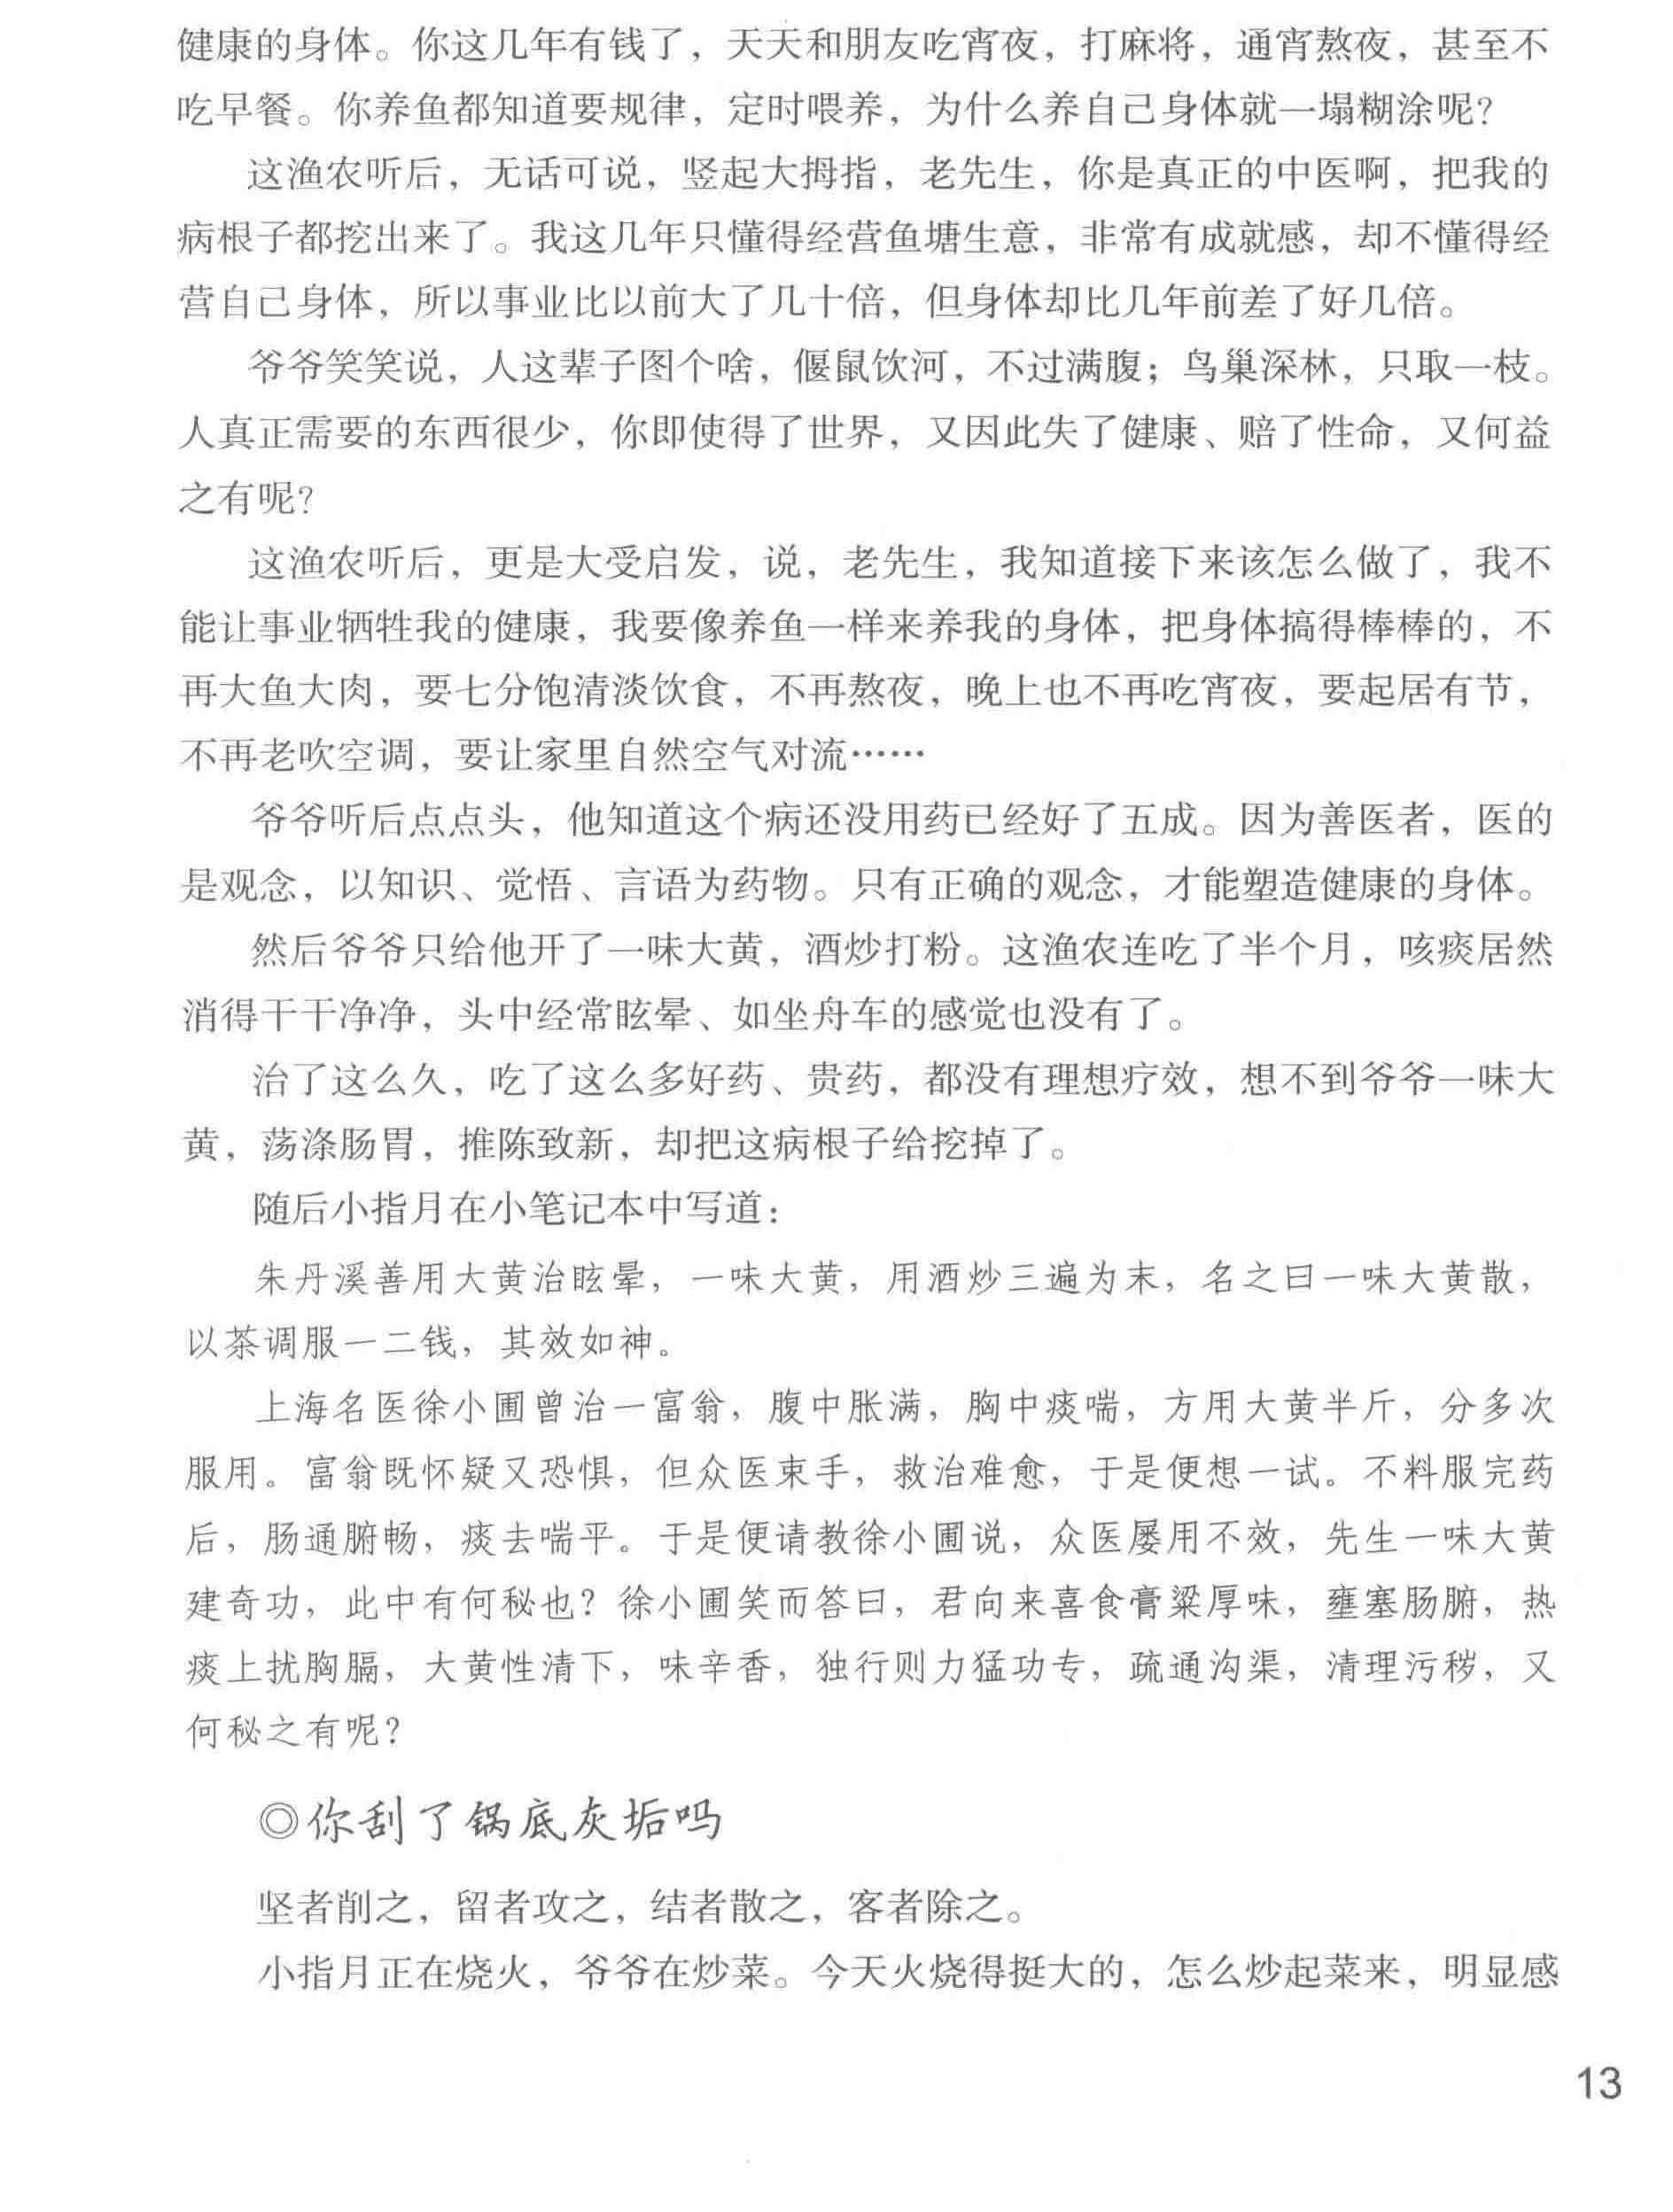 健康的身体。你这几年有钱了，天天和朋友吃宵夜，打麻将，通宵熬夜，甚至不
吃早餐。你养鱼都知道要规律，定时喂养，为什么养自己身体就一塌糊涂呢？
这渔农听后，无话可说，竖起大拇指，老先生，你是真正的中医啊，把我的
病根子都挖出来了。我这几年只懂得经营鱼塘生意，非常有成就感，却不懂得经
营自己身体，所以事业比以前大了几十倍，但身体却比几年前差了好几倍。
爷爷笑笑说，人这辈子图个啥，偃鼠饮河，不过满腹；鸟巢深林，只取一枝。
人真正需要的东西很少，你即使得了世界，又因此失了健康、赔了性命，又何益
之有呢？
这渔农听后，更是大受启发，说，老先生，我知道接下来该怎么做了，我不
能让事业牺牲我的健康，我要像养鱼一样来养我的身体，把身体搞得棒棒的，不
再大鱼大肉，要七分饱清淡饮食，不再熬夜，晚上也不再吃宵夜，要起居有节，
不再老吹空调，要让家里自然空气对流……
爷爷听后点点头，他知道这个病还没用药已经好了五成。因为善医者，医的
是观念，以知识、觉悟、言语为药物。只有正确的观念，才能塑造健康的身体。
然后爷爷只给他开了一味大黄，酒炒打粉。这渔农连吃了半个月，咳痰居然
消得干干净净，头中经常眩晕、如坐舟车的感觉也没有了。
治了这么久，吃了这么多好药、贵药，都没有理想疗效，想不到爷爷一味大
黄，荡涤肠胃，推陈致新，却把这病根子给挖掉了。
随后小指月在小笔记本中写道：
朱丹溪善用大黄治眩晕，一味大黄，用酒炒三遍为末，名之曰一味大黄散，
以茶调服一二钱，其效如神。
上海名医徐小圃曾治一富翁，腹中胀满，胸中痰喘，方用大黄半斤，分多次
服用。富翁既怀疑又恐惧，但众医束手，救治难愈，于是便想一试。不料服完药
后，肠通腑畅，痰去喘平。于是便请教徐小圃说，众医屡用不效，先生一味大黄
建奇功，此中有何秘也？徐小圃笑而答曰，君向来喜食膏粱厚味，壅塞肠腑，热
痰上扰胸膈，大黄性清下，味辛香，独行则力猛功专，疏通沟渠，清理污秽，又
何秘之有呢？
◎你刮了锅底灰垢吗
坚者削之，留者攻之，结者散之，客者除之。
小指月正在烧火，爷爷在炒菜。今天火烧得挺大的，怎么炒起菜来，明显感
13